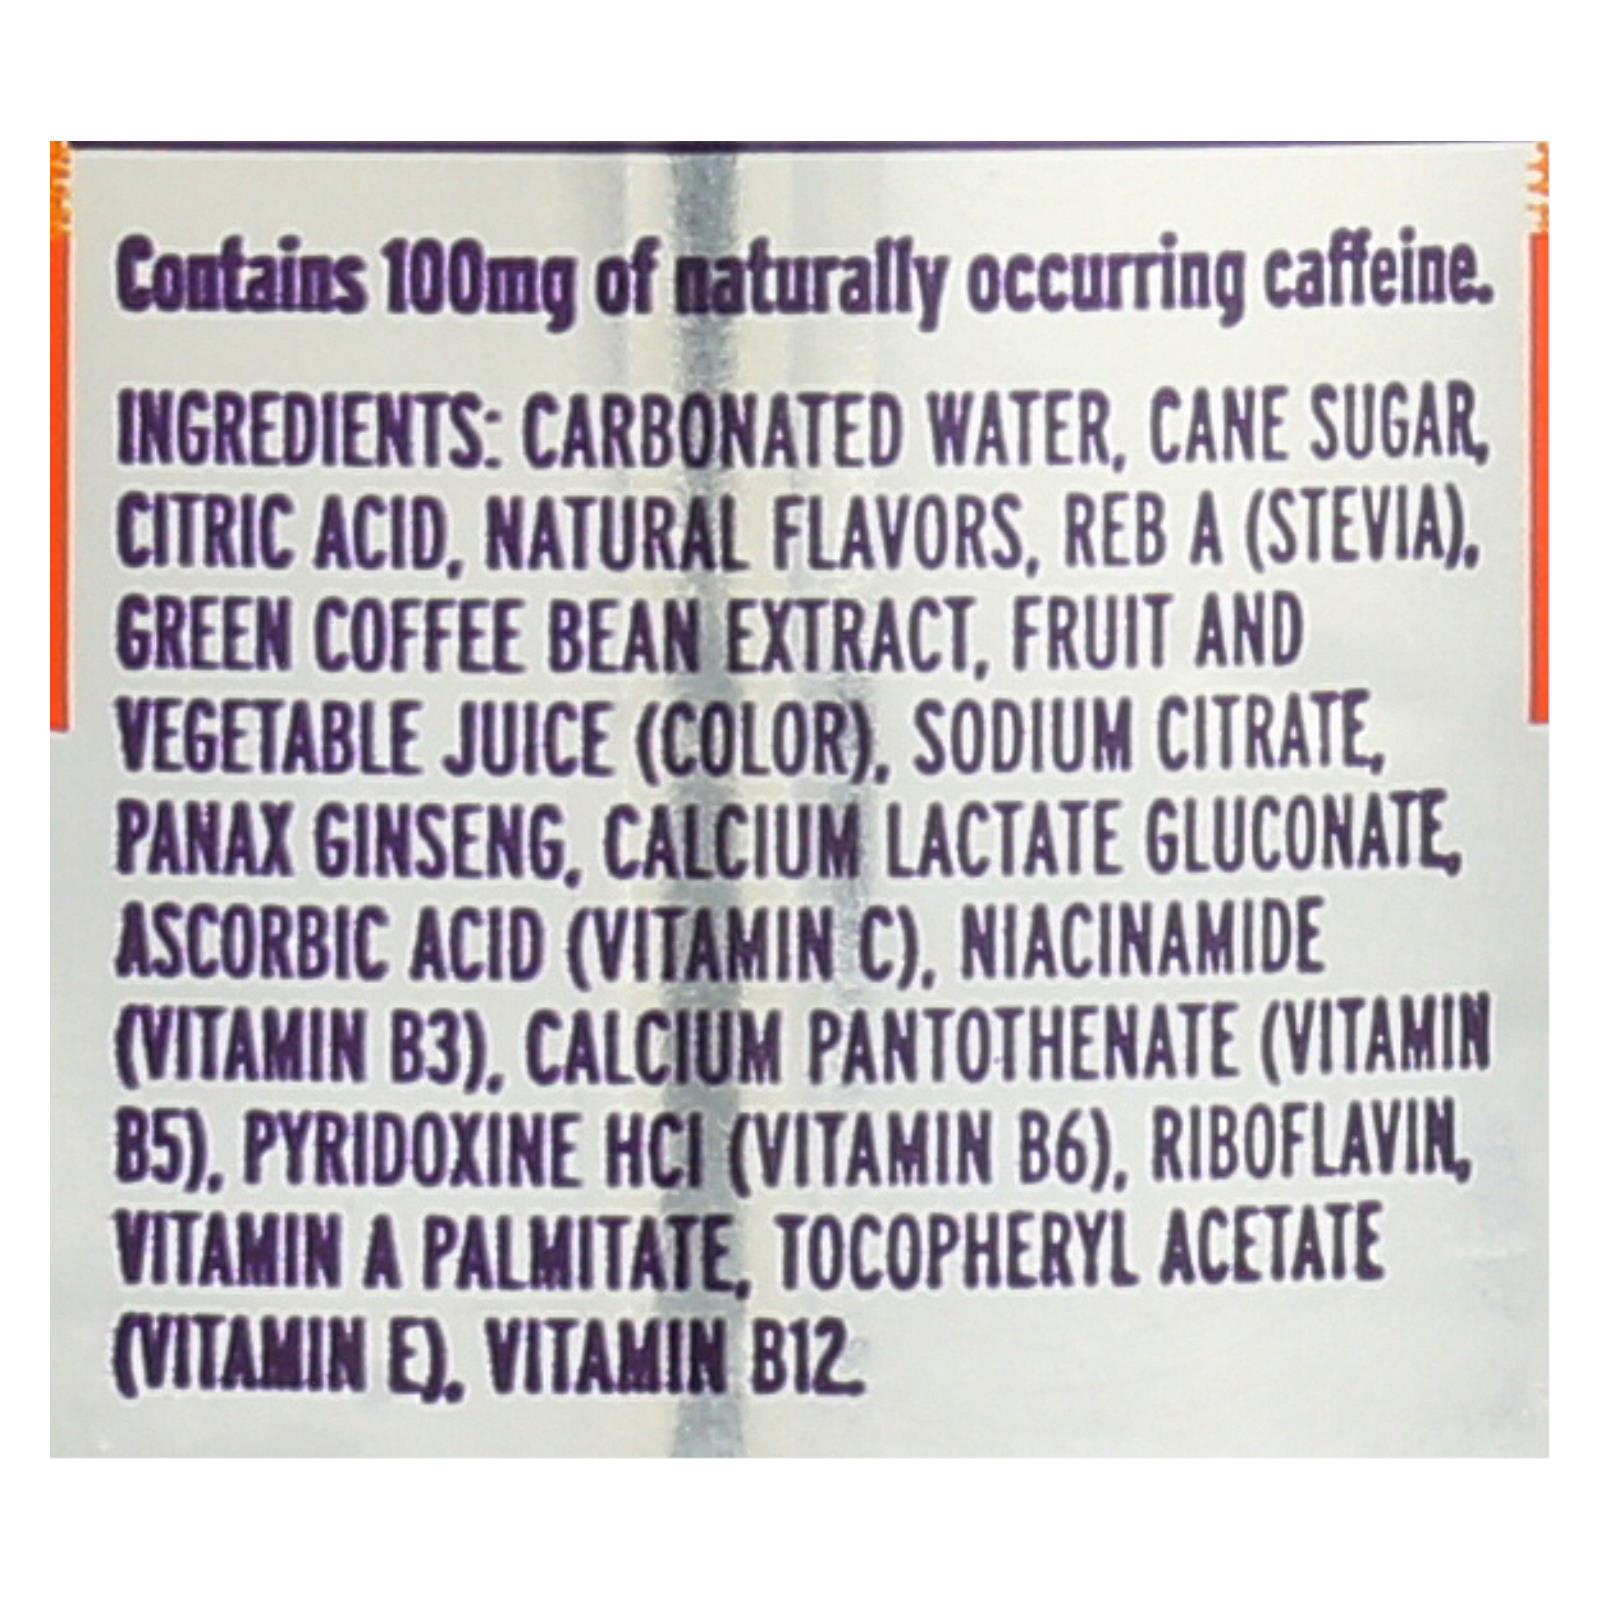 Contains 100mg of naturally occurring caffeine.
INGREDIENTS: CARBONATED WATER, CANE SUGAR,
CITRIC ACID, NATURAL FLAVORS, REB A (STEVIA),
GREEN COFFEE BEAN EXTRACT, FRUIT AND
VEGETABLE JUICE (COLOR), SODIUM CITRATE,
PANAX GINSENG, CALCIUM LACTATE GLUCONATE,
ASCORBIC ACID (VITAMIN C), NIACINAMIDE
(VITAMIN B3), CALCIUM PANTOTHENATE (VITAMIN
B5), PYRIDOXINE HCl (VITAMIN B6), RIBOFLAVIN,
VITAMIN A PALMITATE, TOCOPHERYL ACETATE
(VITAMIN E), VITAMIN B12.